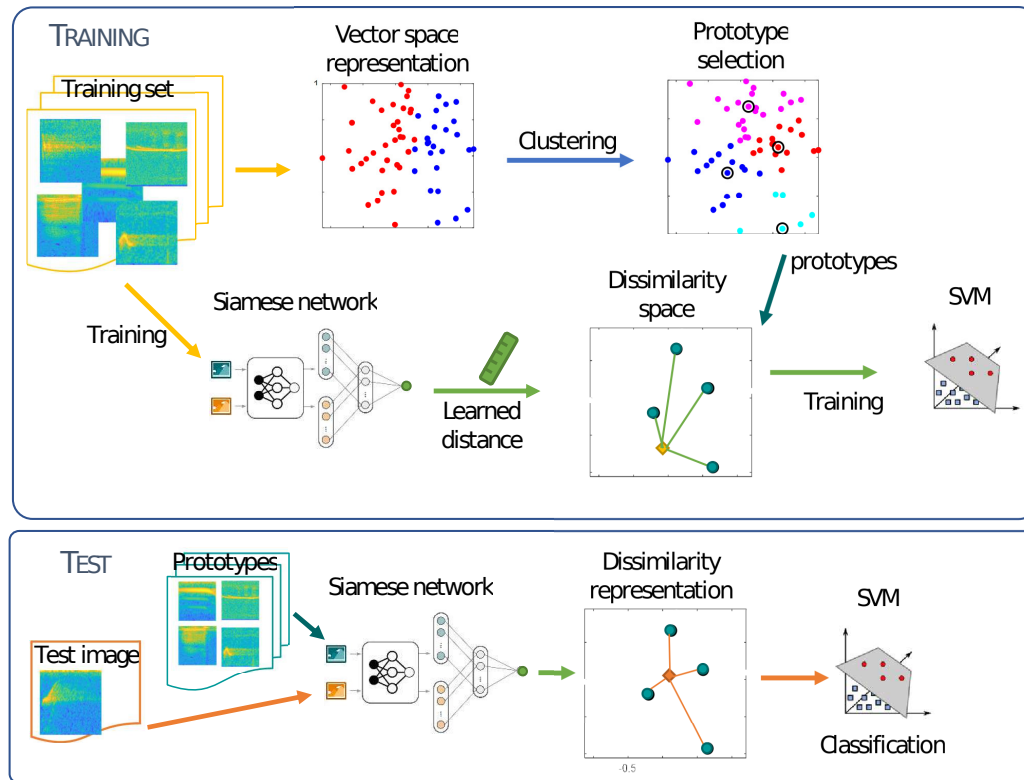 TRAINING
Training set
Vector space
representation
1
Clustering
Prototype
selection
prototypes
Training
Siamese network
Learned
distance
Dissimilarity
space
Training
SVM
TEST
Prototypes
Test image
Siamese network
Dissimilarity
representation
-0.5
SVM
Classification